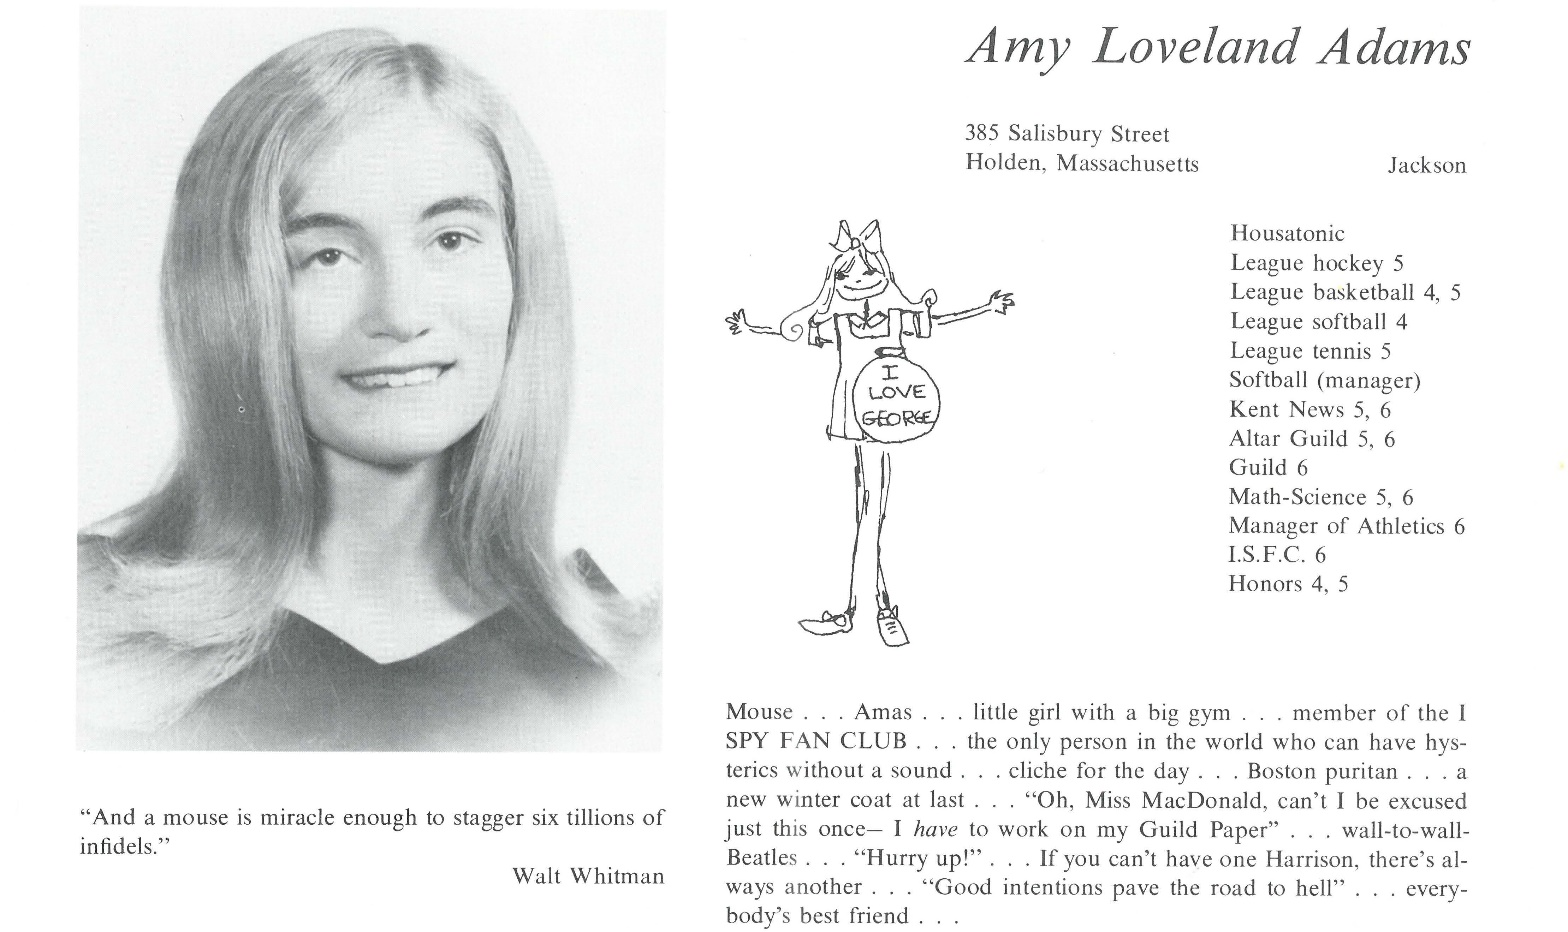 Amy Loveland Adams
385 Salisbury Street
Holden, Massachusetts
Jackson
Housatonic
League hockey 5
League basketball 4, 5
League softball 4
League tennis 5
Softball (manager)
Kent News 5, 6
Altar Guild 5, 6
Guild 6
Math-Science 5, 6
Manager of Athletics 6
I.S.F.C. 6
Honors 4, 5
I
LOVE
GEORGE
Mouse . . . Amas . . . little girl with a big gym . . . member of the I
SPY FAN CLUB . . . the only person in the world who can have hys-
terics without a sound . . . cliche for the day . . . Boston puritan . . . a
new winter coat at last . . . “Oh, Miss MacDonald, can't I be excused
just this once— I have to work on my Guild Paper” . . . wall-to-wall-
Beatles . . . “Hurry up!” . . . If you can't have one Harrison, there's al-
ways another . . . “Good intentions pave the road to hell” . . . every-
body's best friend . . .
“And a mouse is miracle enough to stagger six tillions of
infidels.”
Walt Whitman